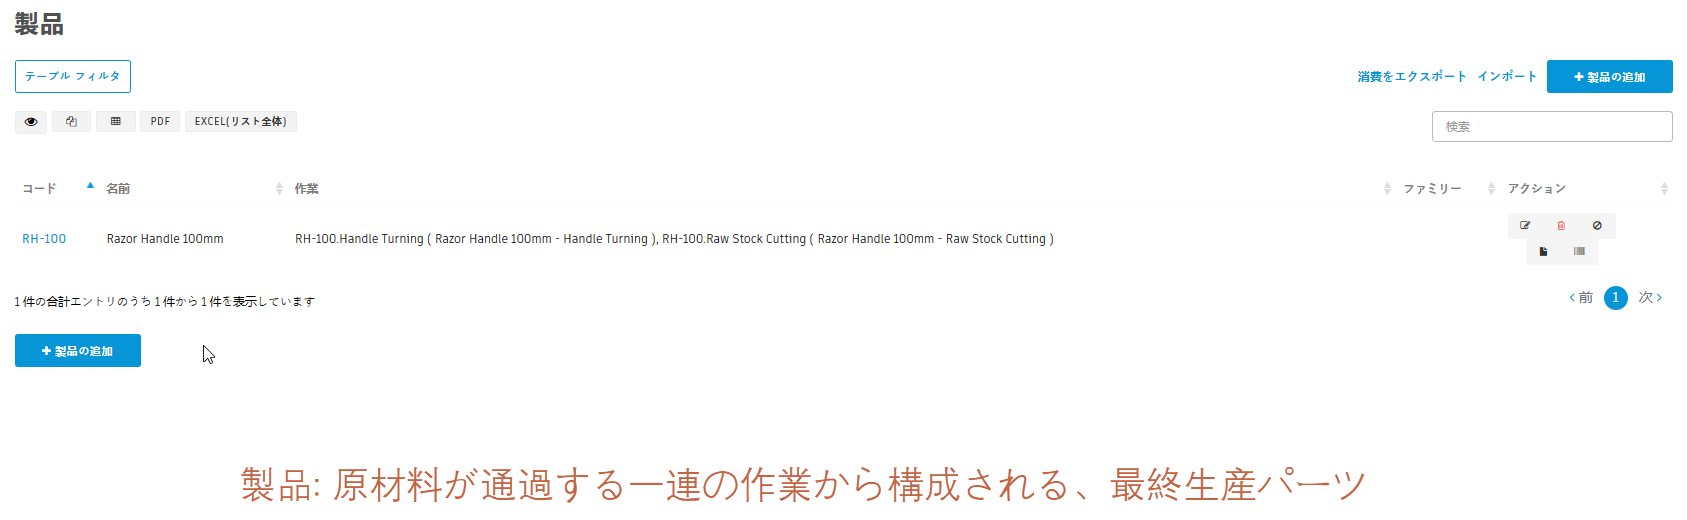 製品
テーブル フィルタ
消費をエクスポート インポート + 製品の追加
PDF EXCEL(リスト全体)
検索
コード 名前 作業 ファミリー アクション
RH-100 Razor Handle 100mm RH-100.Handle Turning ( Razor Handle 100mm - Handle Turning ), RH-100.Raw Stock Cutting ( Razor Handle 100mm - Raw Stock Cutting )
1 件の合計エントリのうち 1 件から 1 件を表示しています
前 1 次
+ 製品の追加
製品: 原材料が通過する一連の作業から構成される、最終生産パーツ